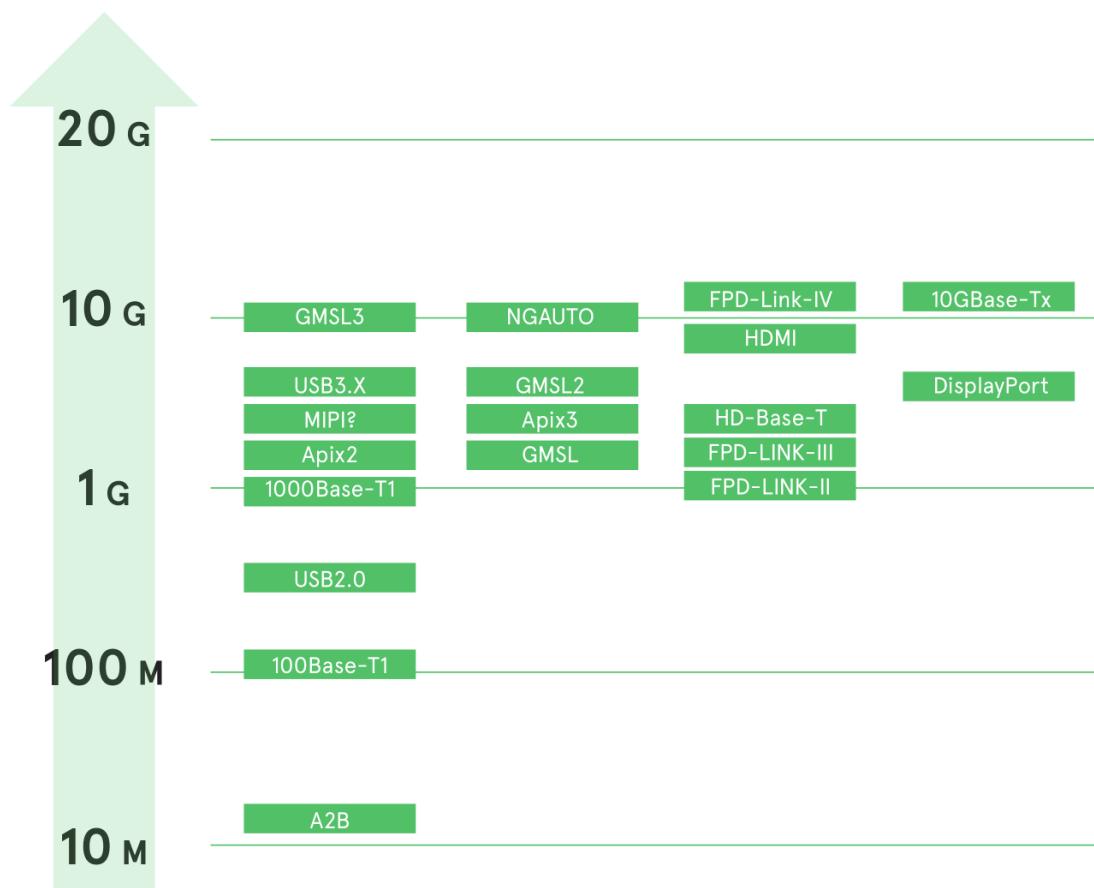 20 G
10 G
FPD-Link-IV
10GBase-Tx
GMSL3
NGAUTO
HDMI
USB3.X
GMSL2
DisplayPort
MIPI?
Apix3
HD-Base-T
Apix2
GMSL
FPD-LINK-III
1 G
1000Base-T1
FPD-LINK-II
USB2.0
100 M
100Base-T1
A2B
10 M